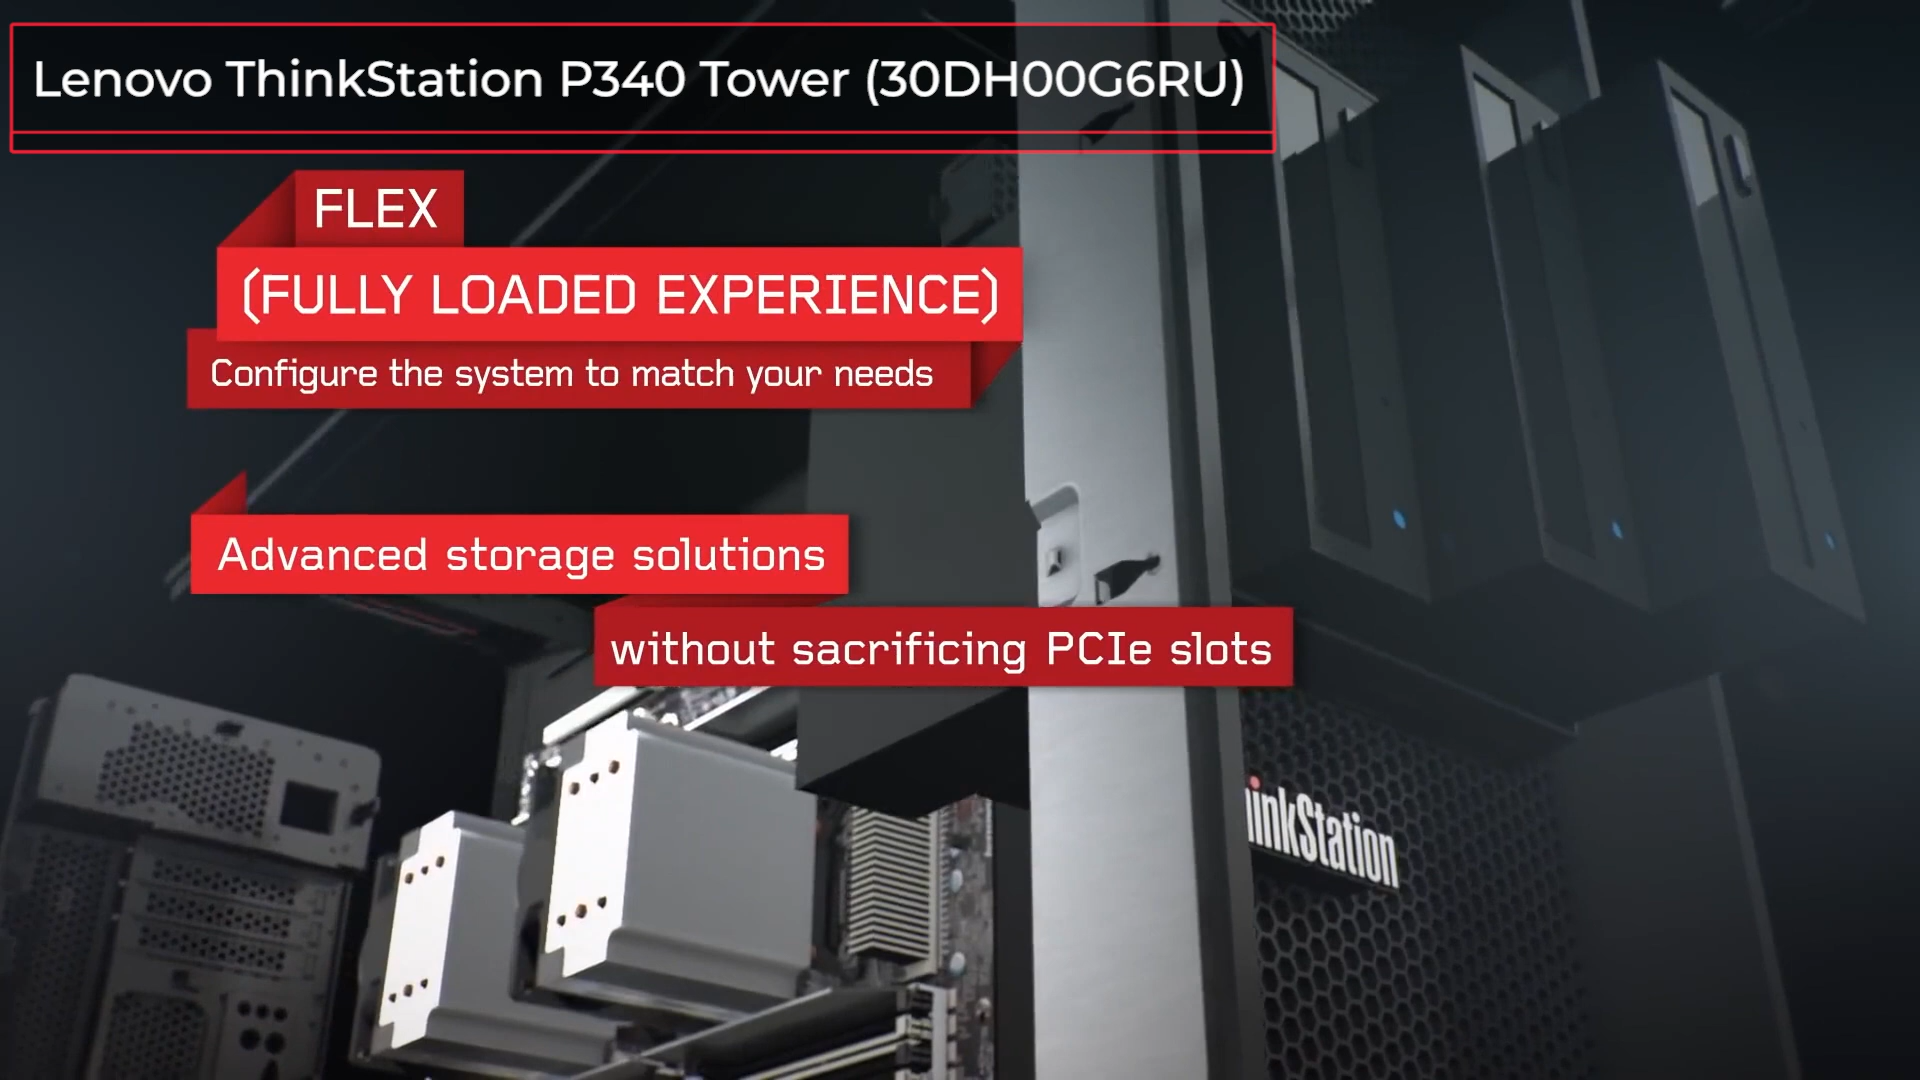 Lenovo ThinkStation P340 Tower (30DH00G6RU)
FLEX
(FULLY LOADED EXPERIENCE)
Configure the system to match your needs
Advanced storage solutions
without sacrificing PCIe slots
inkStation